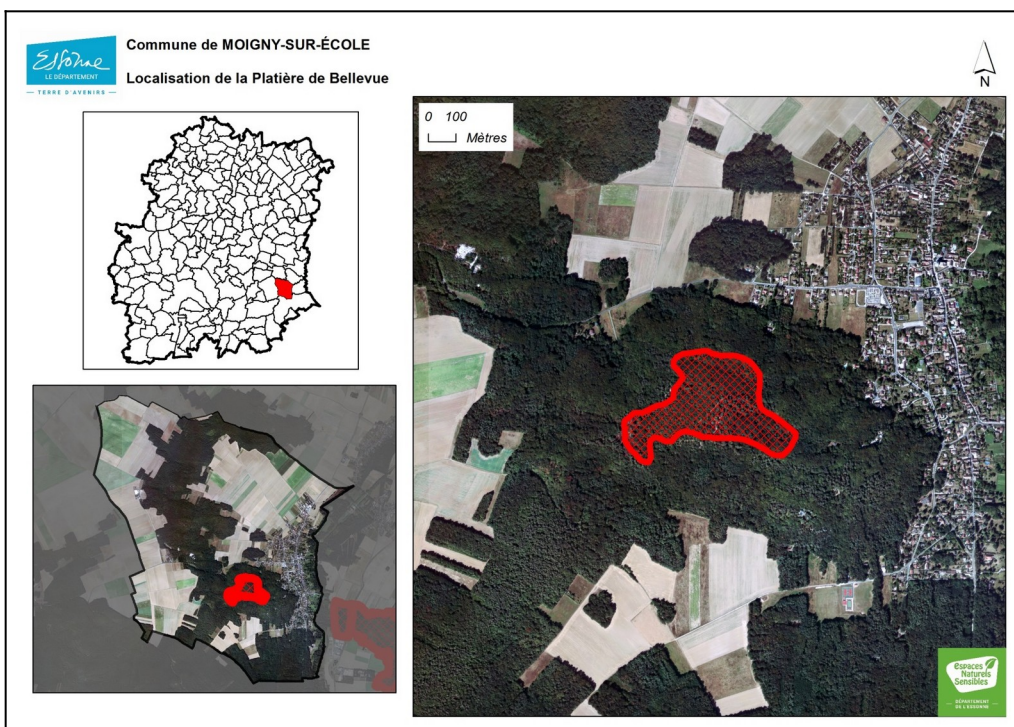 Essonne
LE DÉPARTEMENT
TERRE D'AVENIRS
Commune de MOIGNY-SUR-ÉCOLE
Localisation de la Platière de Bellevue
N
0 100
Mètres
Espaces
Naturels
Sensibles
DÉPARTEMENT
DE L'ESSONNE